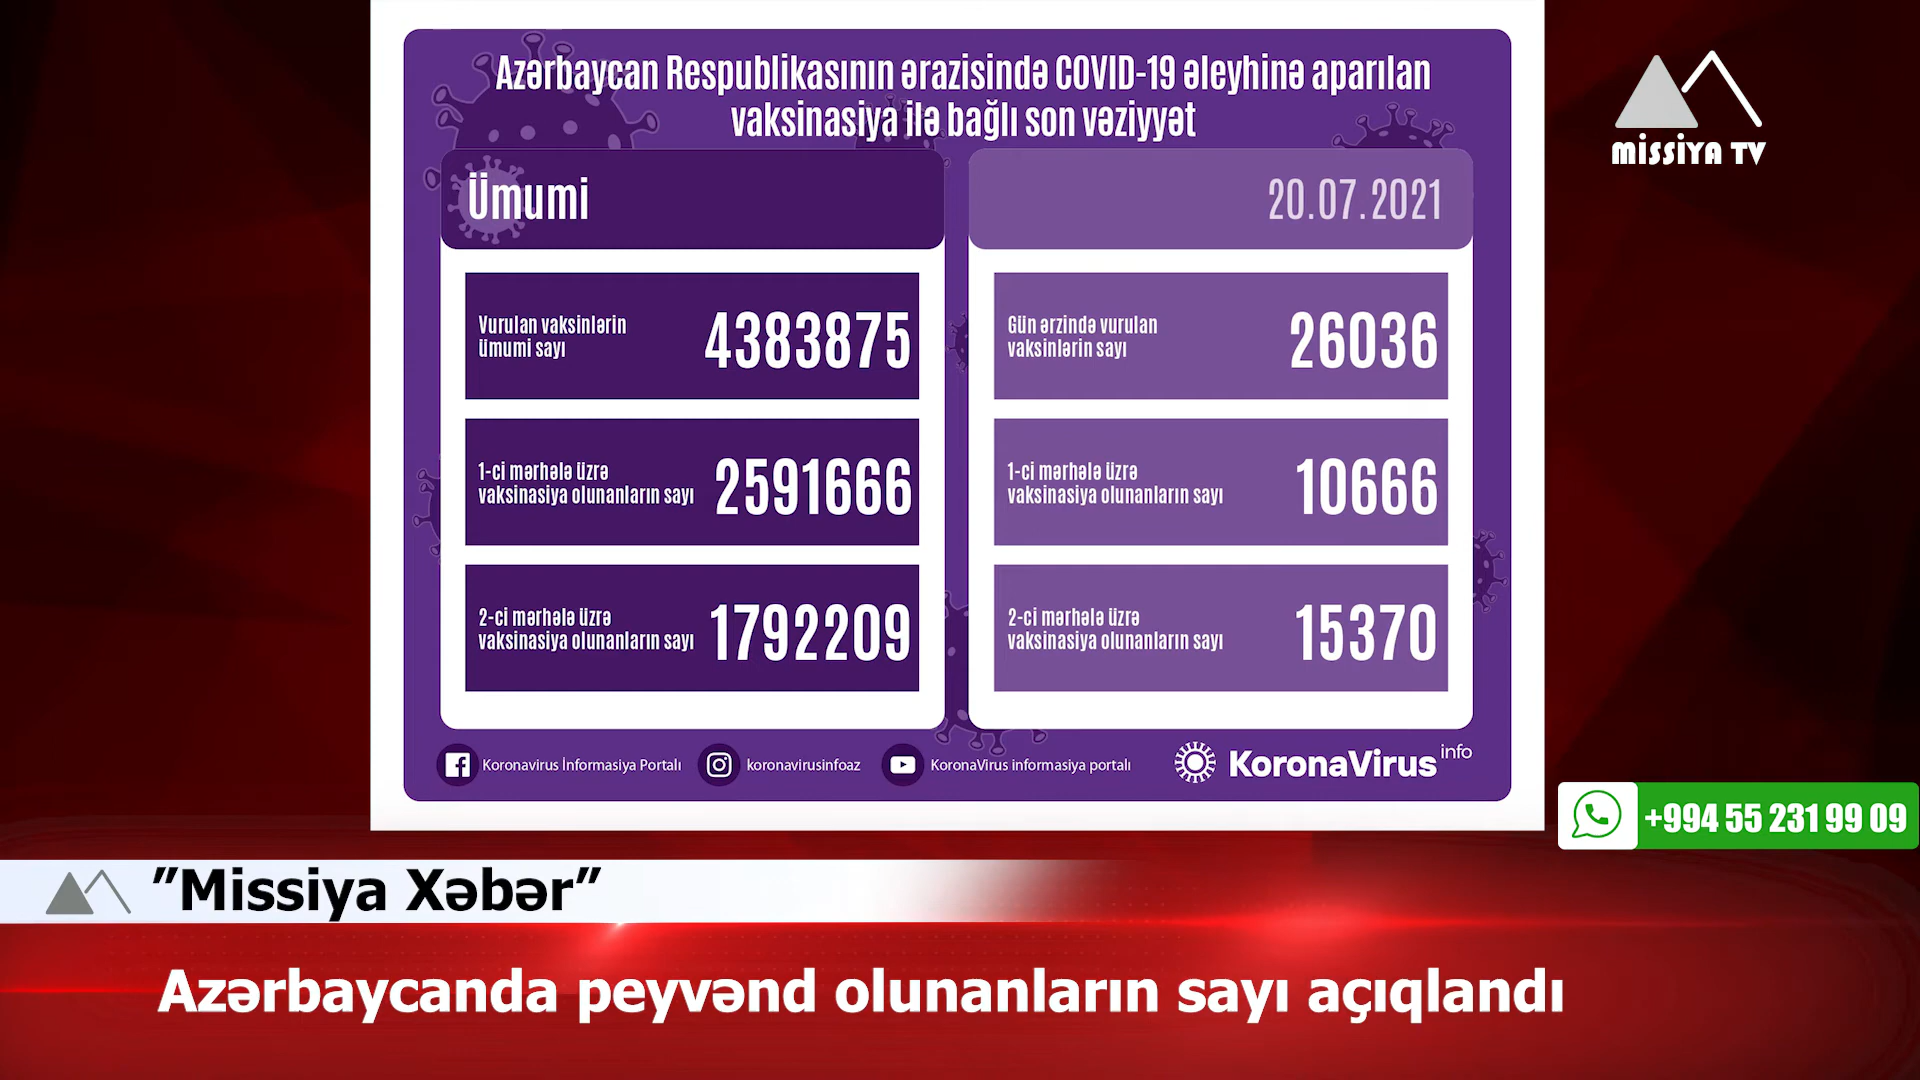 Azərbaycan Respublikasının ərazisində COVID-19 əleyhinə aparılan
vaksinasiya ilə bağlı son vəziyyət
MİSSİYA TV
Ümumi
20.07.2021
Vurulan vaksinlərin
ümumi sayı
4383875
Gün ərzində vurulan
vaksinlərin sayı
26036
1-ci mərhələ üzrə
vaksinasiya olunanların sayı
2591666
1-ci mərhələ üzrə
vaksinasiya olunanların sayı
10666
2-ci mərhələ üzrə
vaksinasiya olunanların sayı
1792209
2-ci mərhələ üzrə
vaksinasiya olunanların sayı
15370
Koronavirus İnformasiya Portalı
koronavirusinfoaz
KoronaVirus informasiya portalı
KoronaVirus info
+994 55 231 99 09
”Missiya Xəbər”
Azərbaycanda peyvənd olunanların sayı açıqlandı